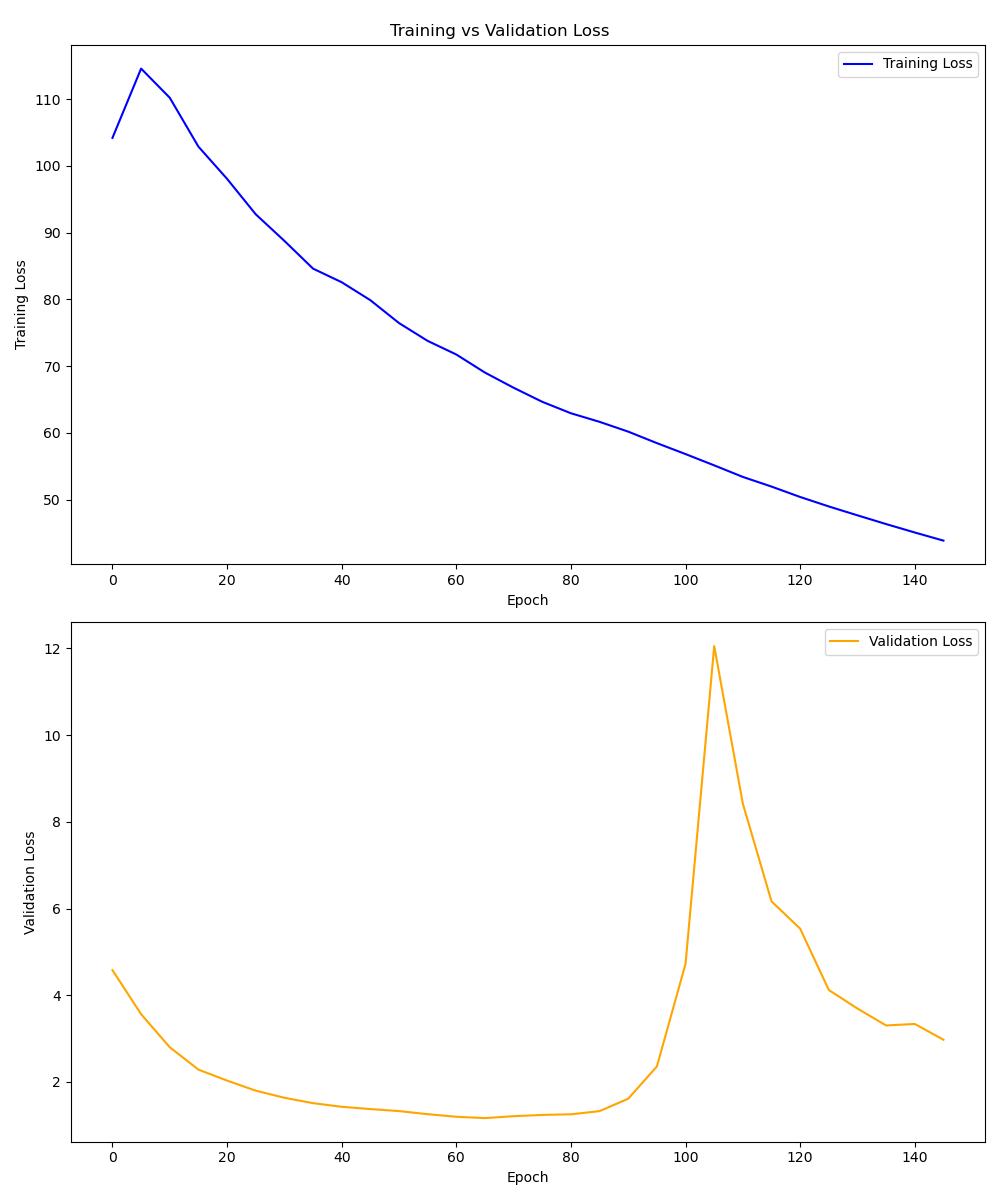 Training vs Validation Loss
Training Loss
110
100
90
80
70
60
50
Training Loss
0 20 40 60 80 100 120 140
Epoch
Validation Loss
12
10
8
6
4
2
Validation Loss
0 20 40 60 80 100 120 140
Epoch